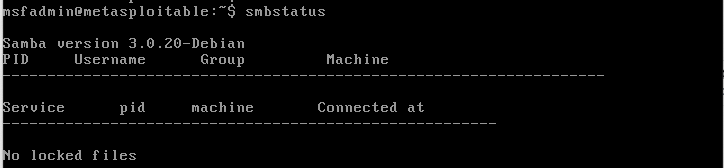 msfadmin@metasploitable:~$ smbstatus
Samba version 3.0.20-Debian
PID Username Group Machine
-------------------------------------------------------------------
Service pid machine Connected at
-------------------------------------------------------
No locked files